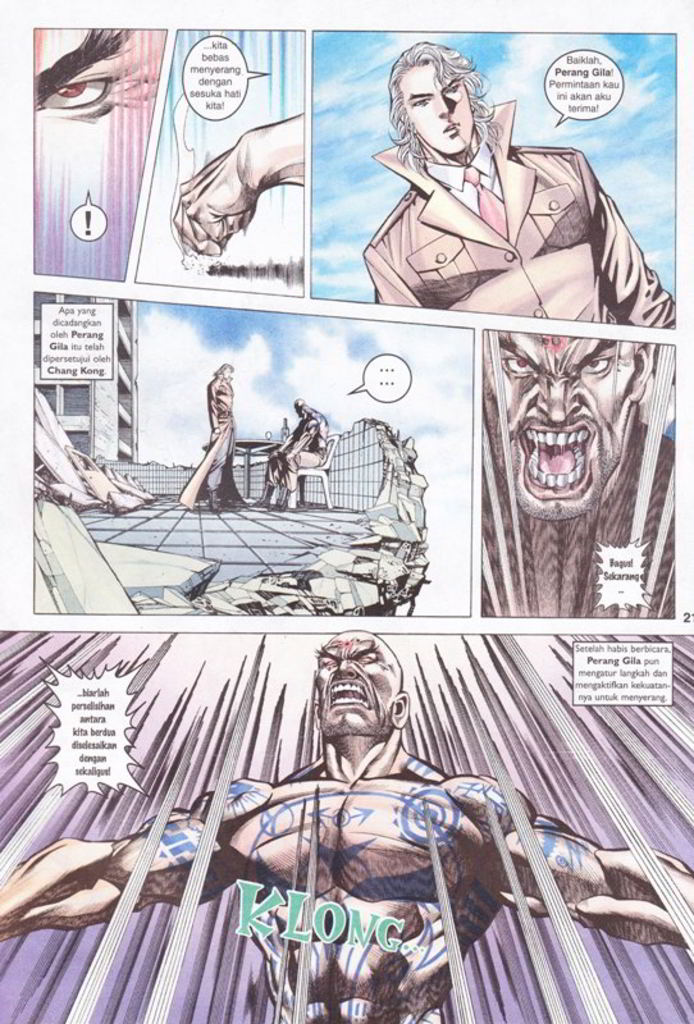 !
...kita
bebas
menyerang
dengan
sesuka hati
kita!
Baiklah,
Perang Gila!
Permintaan kau
ini akan aku
terima!
Apa yang
dicadangkan
oleh Perang
Gila itu telah
dipersetujui oleh
Chang Kong.
...
...
Bagus!
Sekarang
..
21
...biarlah
perselisihan
antara
kita berdua
diselesaikan
dengan
sekaligus!
Setelah habis berbicara,
Perang Gila pun
mengatur langkah dan
mengaktifkan kekuatan-
nya untuk menyerang.
KLONG...